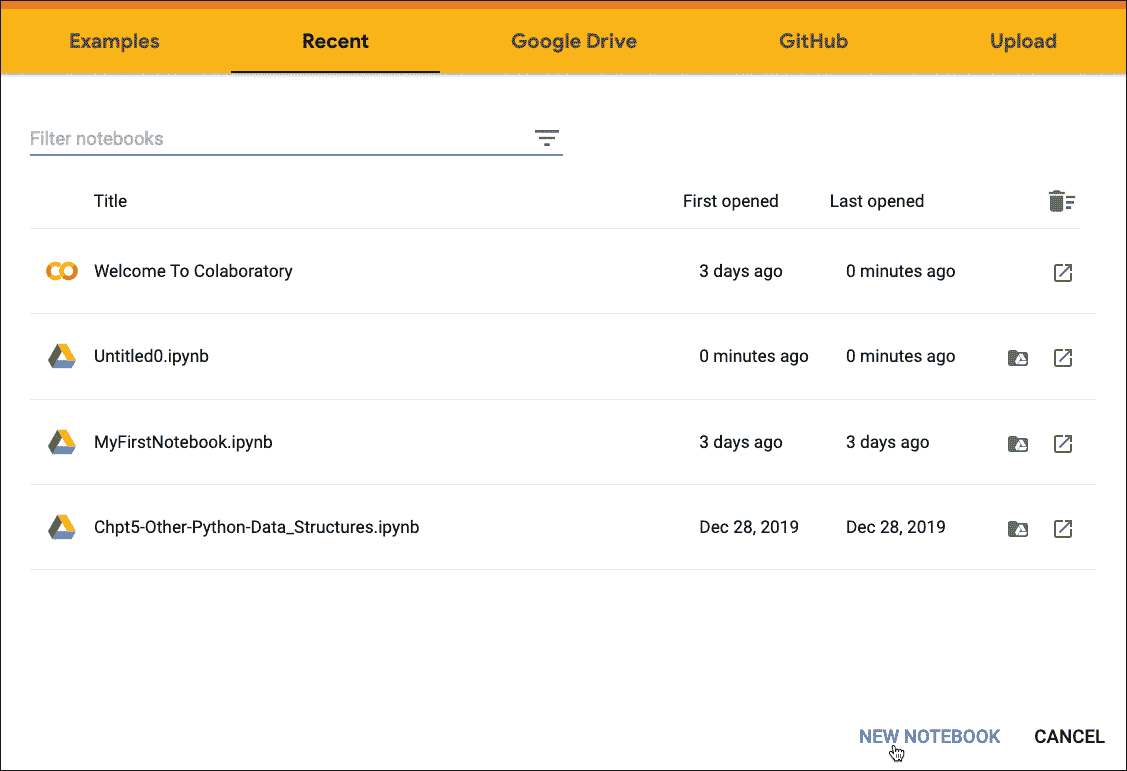 Examples Recent Google Drive GitHub Upload
Filter notebooks
Title First opened Last opened
Welcome To Colaboratory 3 days ago 0 minutes ago
Untitled0.ipynb 0 minutes ago 0 minutes ago
MyFirstNotebook.ipynb 3 days ago 3 days ago
Chpt5-Other-Python-Data_Structures.ipynb Dec 28, 2019 Dec 28, 2019
NEW NOTEBOOK CANCEL